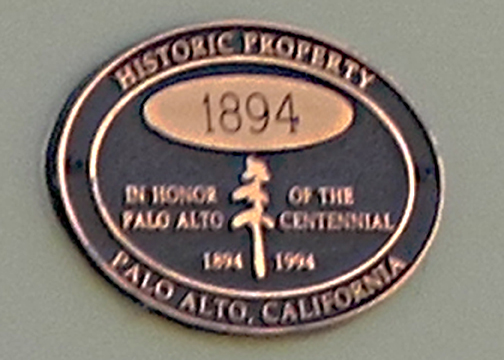 HISTORIC PROPERTY
1894
IN HONOR OF THE
PALO ALTO CENTENNIAL
1894 1994
PALO ALTO, CALIFORNIA